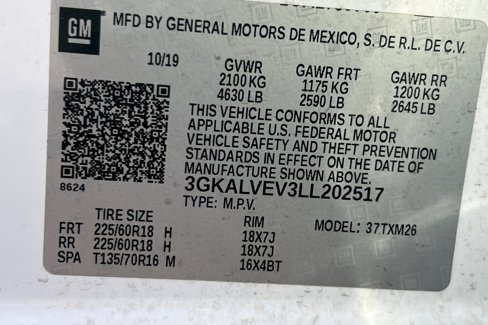 GM
MFD BY GENERAL MOTORS DE MEXICO, S. DE R.L. DE C.V.
10/19 GVWR GAWR FRT GAWR RR
2100 KG 1175 KG 1200 KG
4630 LB 2590 LB 2645 LB
THIS VEHICLE CONFORMS TO ALL
APPLICABLE U.S. FEDERAL MOTOR
VEHICLE SAFETY AND THEFT PREVENTION
STANDARDS IN EFFECT ON THE DATE OF
MANUFACTURE SHOWN ABOVE.
8624 3GKALVEV3LL202517
TYPE: M.P.V.
TIRE SIZE RIM MODEL: 37TXM26
FRT 225/60R18 H 18X7J
RR 225/60R18 H 18X7J
SPA T135/70R16 M 16X4BT